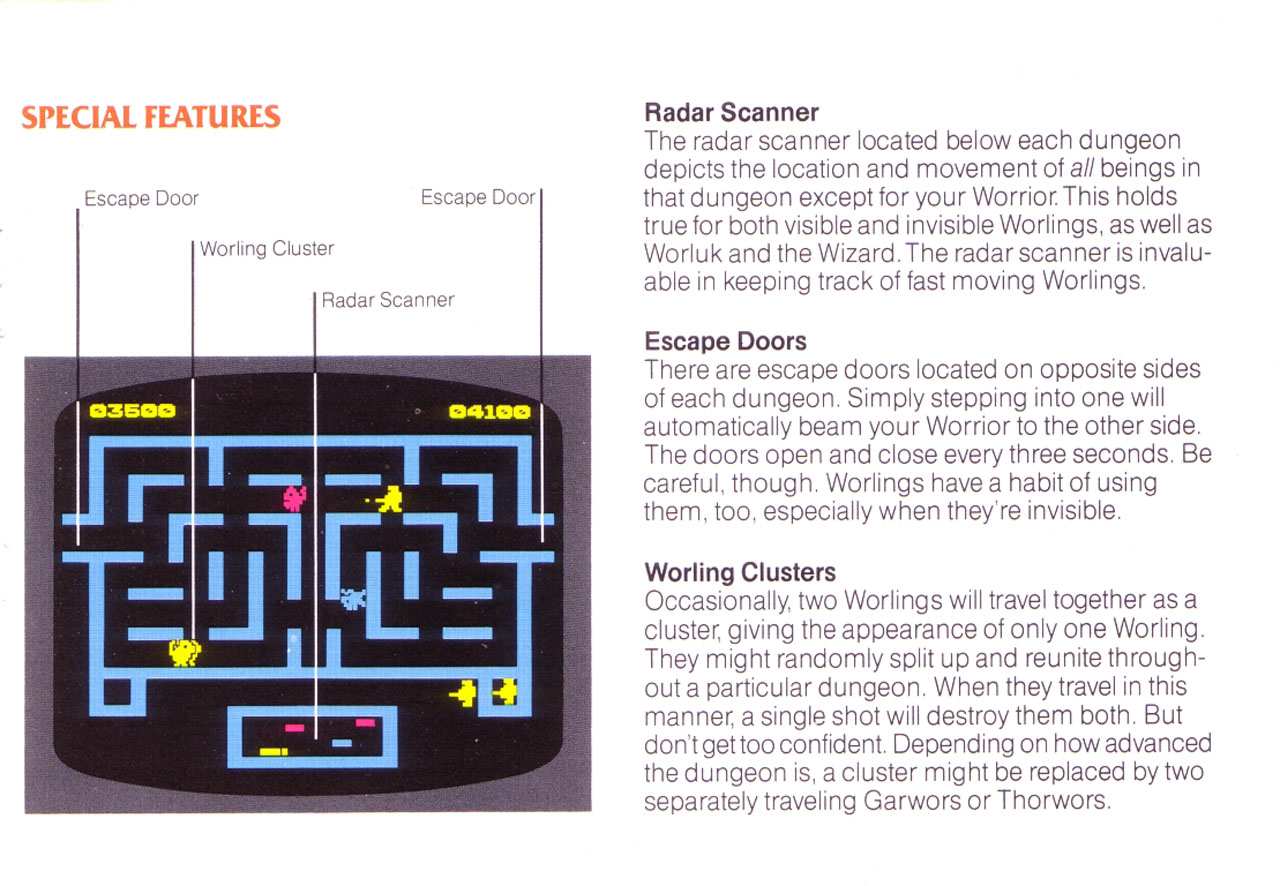 SPECIAL FEATURES
Escape Door
Escape Door
Worling Cluster
Radar Scanner
03500
04100
Radar Scanner
The radar scanner located below each dungeon
depicts the location and movement of all beings in
that dungeon except for your Worrior. This holds
true for both visible and invisible Worlings, as well as
Worluk and the Wizard. The radar scanner is invalu-
able in keeping track of fast moving Worlings.
Escape Doors
There are escape doors located on opposite sides
of each dungeon. Simply stepping into one will
automatically beam your Worrior to the other side.
The doors open and close every three seconds. Be
careful, though. Worlings have a habit of using
them, too, especially when they're invisible.
Worling Clusters
Occasionally, two Worlings will travel together as a
cluster, giving the appearance of only one Worling.
They might randomly split up and reunite through-
out a particular dungeon. When they travel in this
manner, a single shot will destroy them both. But
don't get too confident. Depending on how advanced
the dungeon is, a cluster might be replaced by two
separately traveling Garwors or Thorwors.